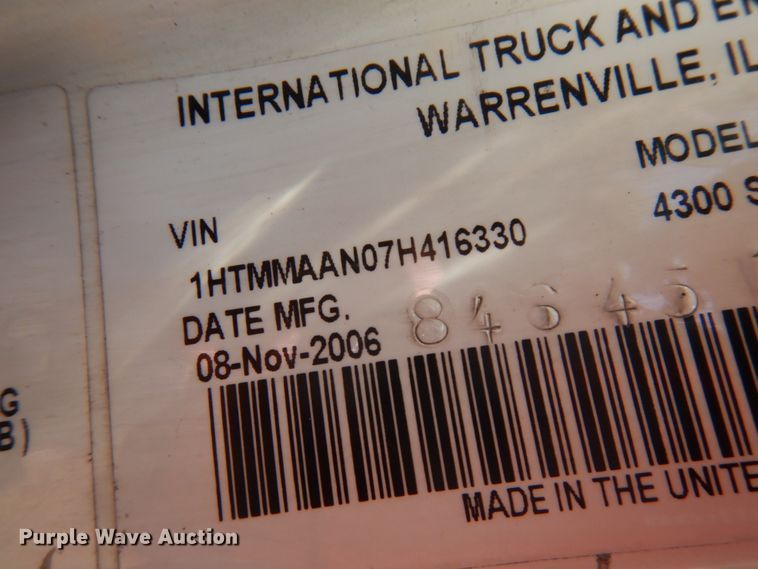 INTERNATIONAL TRUCK AND
WARRENVILLE, IL
MODEL
4300
VIN
1HTMMAAN07H416330
DATE MFG.
08-Nov-2006
G
B)
MADE IN THE UNITE
Purple Wave Auction